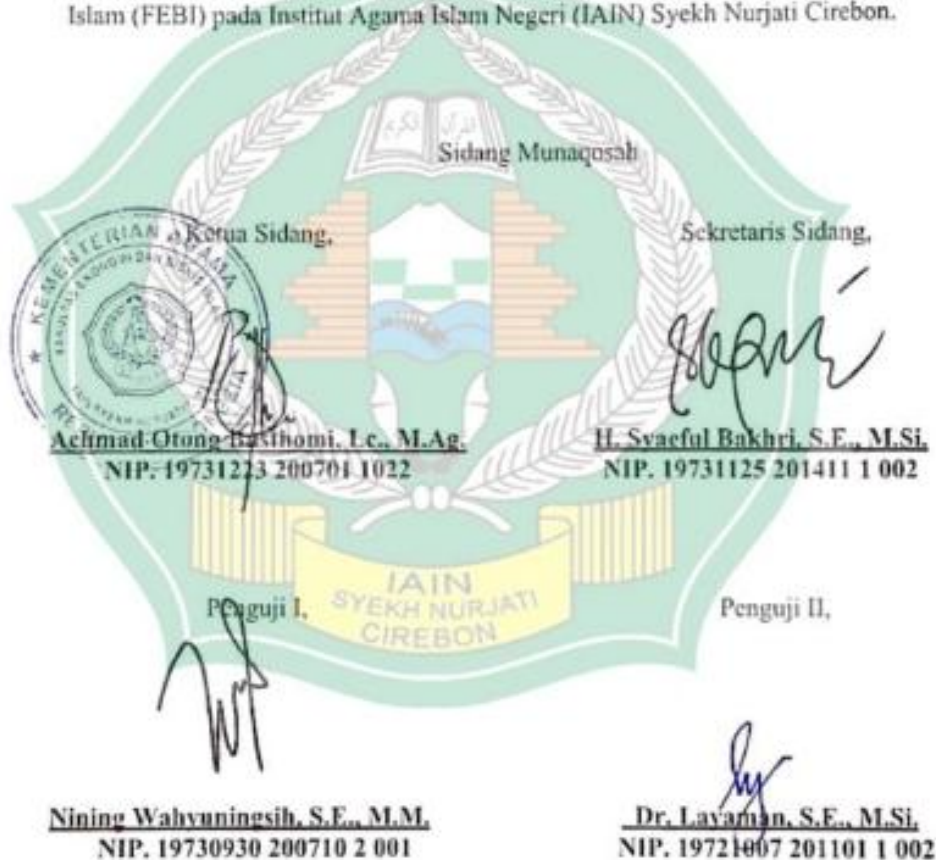 Islam (FEBI) pada Institut Agama Islam Negeri (IAIN) Syekh Nurjati Cirebon.
Sidang Munaqosah
Ketua Sidang,
Sekretaris Sidang,
KEMENTERIAN AGAMA
Achmad Otong Busthomi, Lc., M.Ag.
NIP. 19731223 200701 1022
H. Syaeful Bakhri, S.E., M.Si.
NIP. 19731125 201411 1 002
IAIN
SYEKH NURJATI
CIREBON
Penguji I,
Penguji II,
Nining Wahyuningsih, S.E., M.M.
NIP. 19730930 200710 2 001
Dr. Layaman, S.E., M.Si.
NIP. 19721007 201101 1 002